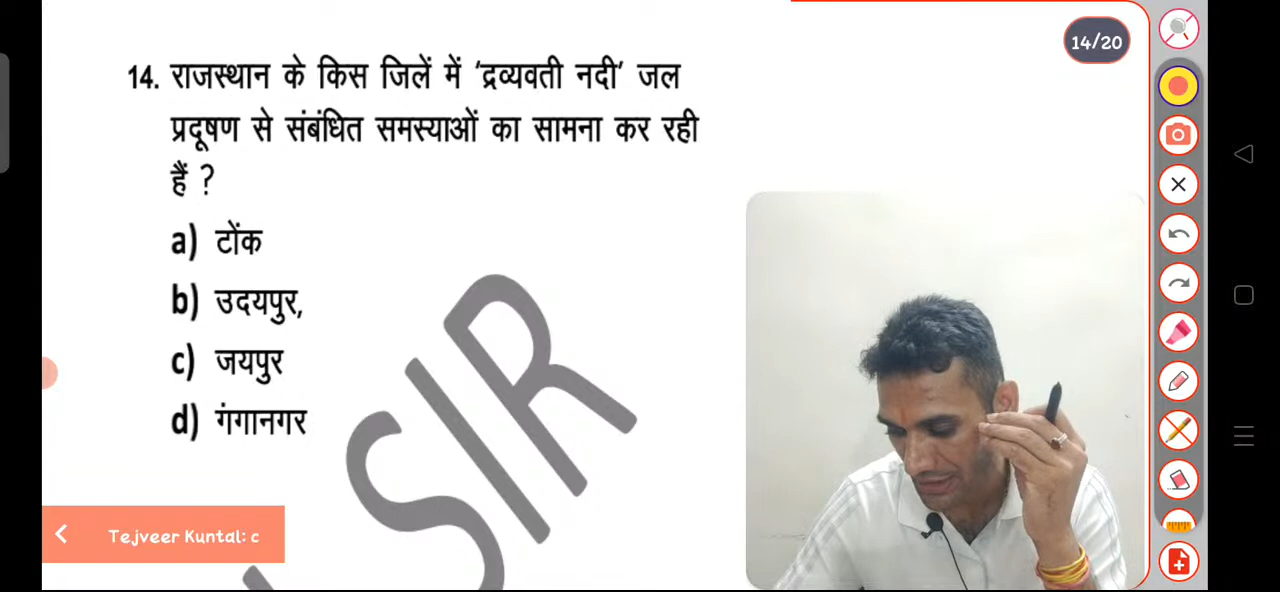 14/20
14. राजस्थान के किस जिलें में ‘द्रव्यवती नदी’ जल
प्रदूषण से संबंधित समस्याओं का सामना कर रही
हैं ?
a) टोंक
b) उदयपुर,
c) जयपुर
d) गंगानगर
SIR
Tejveer Kuntal: c